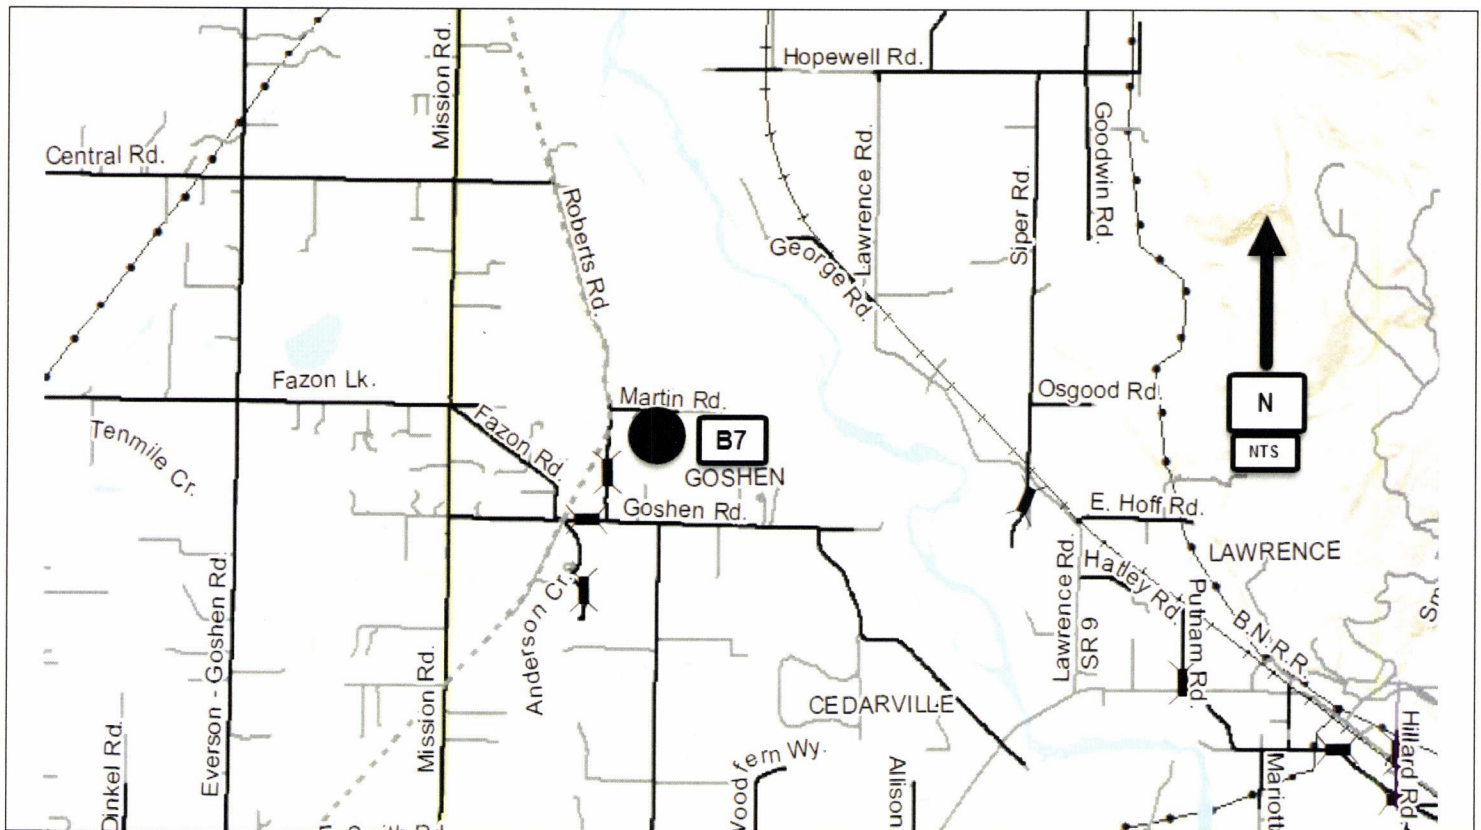 Hopewell Rd.
Mission Rd.
Central Rd.
Roberts Rd.
Lawrence Rd.
Siper Rd.
Goodwin Rd.
George Rd.
Fazon Lk.
Martin Rd.
Osgood Rd.
N
NTS
B7
Tenmile Cr.
Fazon Rd.
GOSHEN
Goshen Rd.
E. Hoff Rd.
LAWRENCE
Hatley Rd.
Lawrence Rd.
/SR 9
Putnam Rd
B.N.R.R.
Everson - Goshen Rd.
Mission Rd.
Anderson Cr.
CEDARVILLE
Dinkel Rd.
fern Wy.
Allison
Mariott
Hillard Rd.